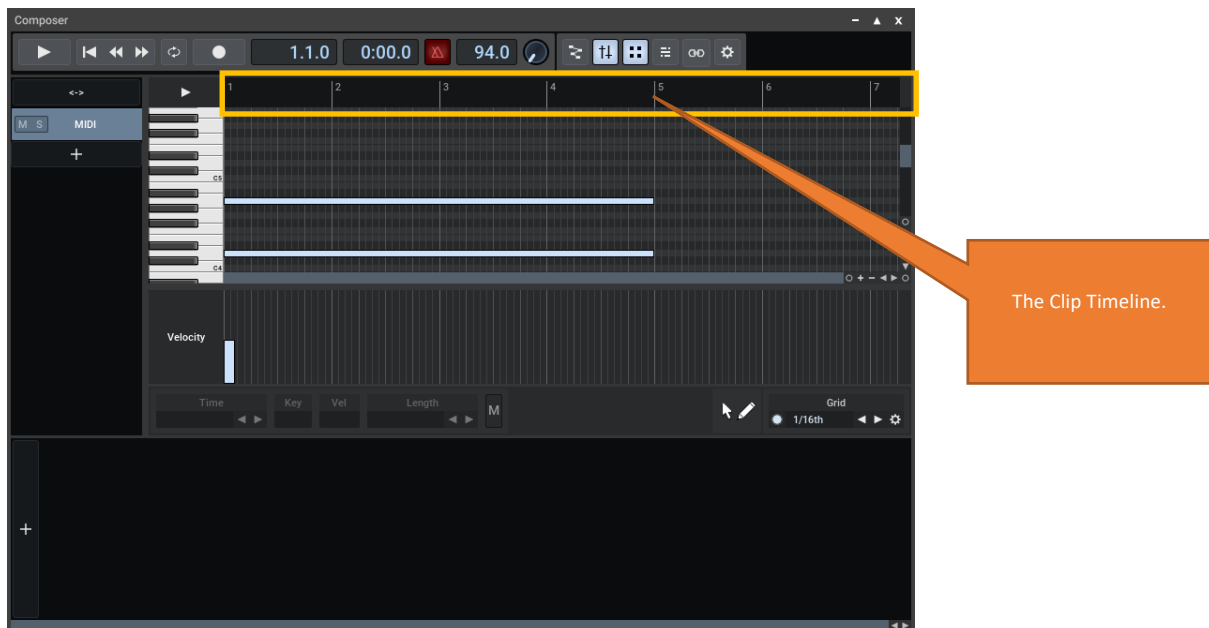 Composer
1.1.0 0:00.0 94.0
<->
1 2 3 4 5 6 7
M S MIDI
C5
C4
The Clip Timeline.
Velocity
Time Key Vel Length M Grid
1/16th